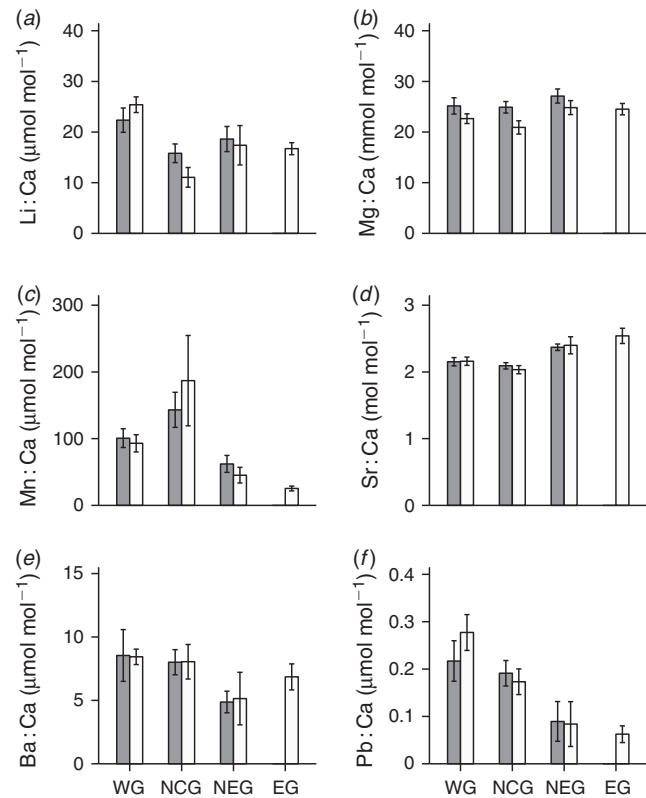 (a)
Li : Ca (µmol mol−1)
40
30
20
10
0
(b)
Mg : Ca (mmol mol−1)
40
30
20
10
0
(c)
Mn : Ca (µmol mol−1)
300
200
100
0
(d)
Sr : Ca (mol mol−1)
3
2
1
0
(e)
Ba : Ca (µmol mol−1)
15
10
5
0
WG NCG NEG EG
(f)
Pb : Ca (µmol mol−1)
0.4
0.3
0.2
0.1
0
WG NCG NEG EG